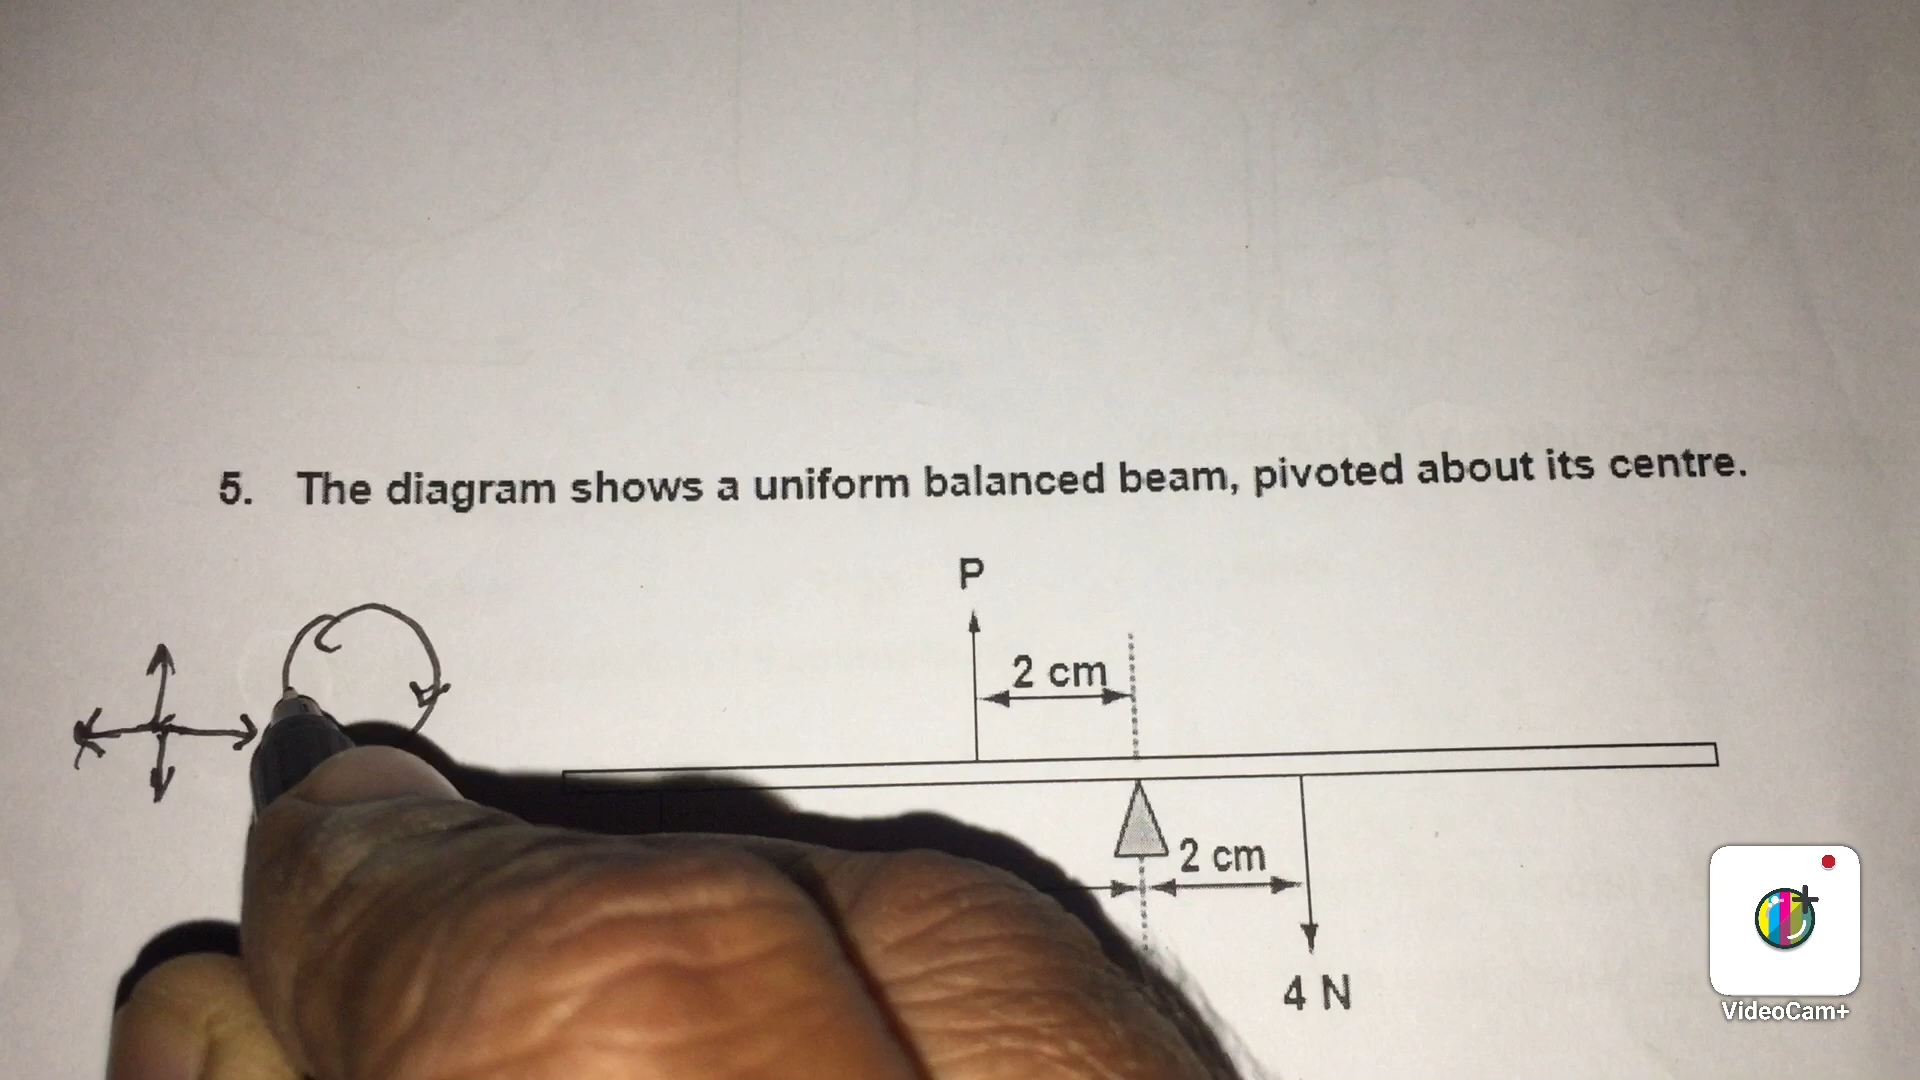 5. The diagram shows a uniform balanced beam, pivoted about its centre.
P
2 cm
2 cm
4 N
VideoCam+